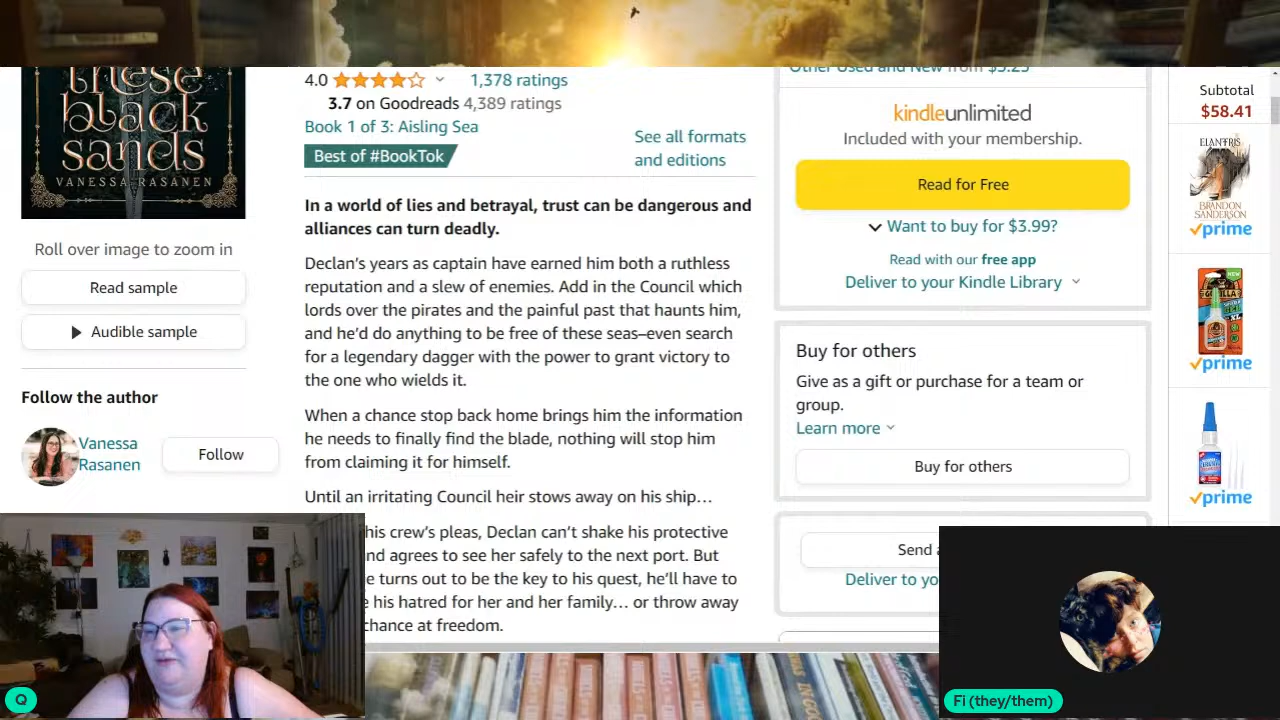 these
black
sands
VANESSA RASANEN
Roll over image to zoom in
Read sample
Audible sample
Follow the author
Vanessa
Rasanen
Follow
4.0
1,378 ratings
3.7 on Goodreads 4,389 ratings
Book 1 of 3: Aisling Sea
Best of #BookTok
See all formats
and editions
In a world of lies and betrayal, trust can be dangerous and
alliances can turn deadly.
Declan’s years as captain have earned him both a ruthless
reputation and a slew of enemies. Add in the Council which
lords over the pirates and the painful past that haunts him,
and he’d do anything to be free of these seas–even search
for a legendary dagger with the power to grant victory to
the one who wields it.
When a chance stop back home brings him the information
he needs to finally find the blade, nothing will stop him
from claiming it for himself.
Until an irritating Council heir stows away on his ship…
his crew’s pleas, Declan can’t shake his protective
nd agrees to see her safely to the next port. But
e turns out to be the key to his quest, he’ll have to
e his hatred for her and her family… or throw away
chance at freedom.
Other Used and New from $5.25
kindleunlimited
Included with your membership.
Read for Free
Want to buy for $3.99?
Read with our free app
Deliver to your Kindle Library
Buy for others
Give as a gift or purchase for a team or
group.
Learn more
Buy for others
Send a
Deliver to yo
Subtotal
$58.41
ELANTRIS
BRANDON
SANDERSON
prime
NEW
GORILLA
XL
prime
prime
Q
Fi (they/them)